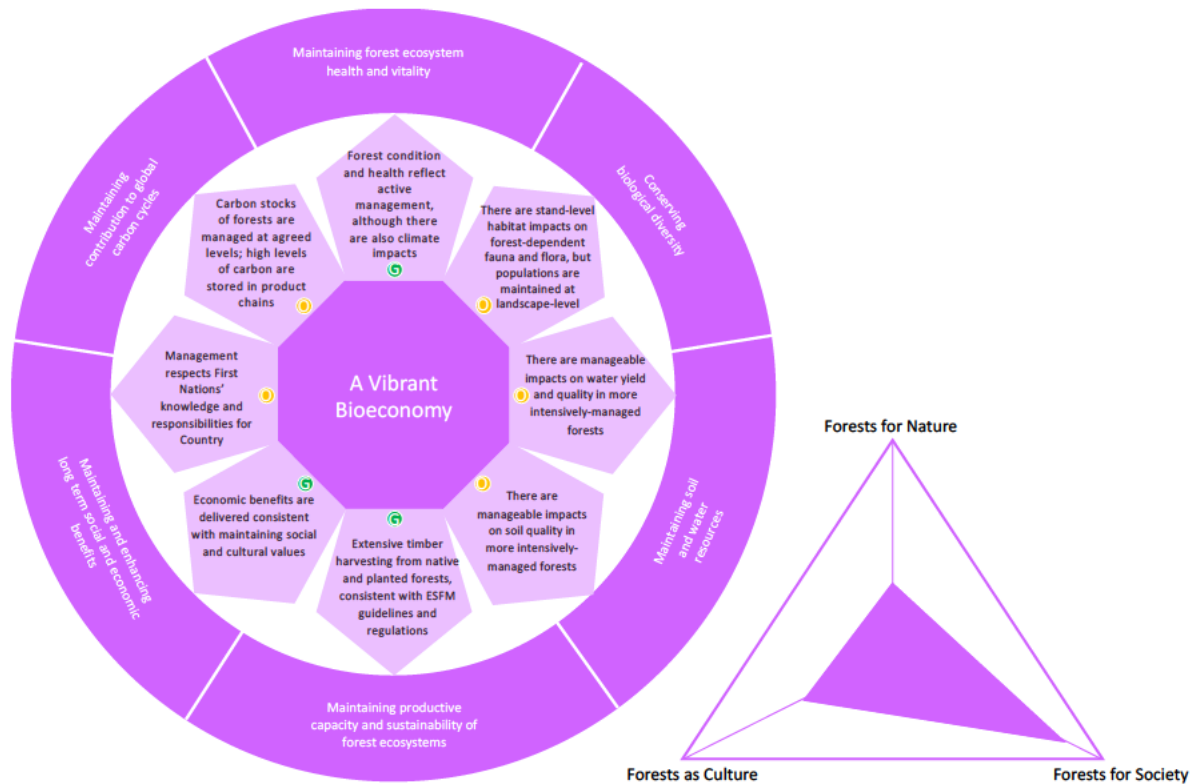 Maintaining forest ecosystem
health and vitality
Conserving
biological diversity
Maintaining soil
and water
resources
Maintaining productive
capacity and sustainability of
forest ecosystems
Maintaining and enhancing
long term social and economic
benefits
Maintaining
contribution to global
carbon cycles
Forest condition
and health reflect
active
management,
although there
are also climate
impacts
G
There are stand-level
habitat impacts on
forest-dependent
fauna and flora, but
populations are
maintained at
landscape-level
There are manageable
impacts on water yield
and quality in more
intensively-managed
forests
There are
manageable impacts
on soil quality in
more intensively-
managed forests
G
Extensive timber
harvesting from native
and planted forests,
consistent with ESFM
guidelines and
regulations
G
Economic benefits are
delivered consistent
with maintaining social
and cultural values
Management
respects First
Nations’
knowledge and
responsibilities for
Country
Carbon stocks
of forests are
managed at agreed
levels; high levels
of carbon are
stored in product
chains
A Vibrant
Bioeconomy
Forests for Nature
Forests as Culture
Forests for Society